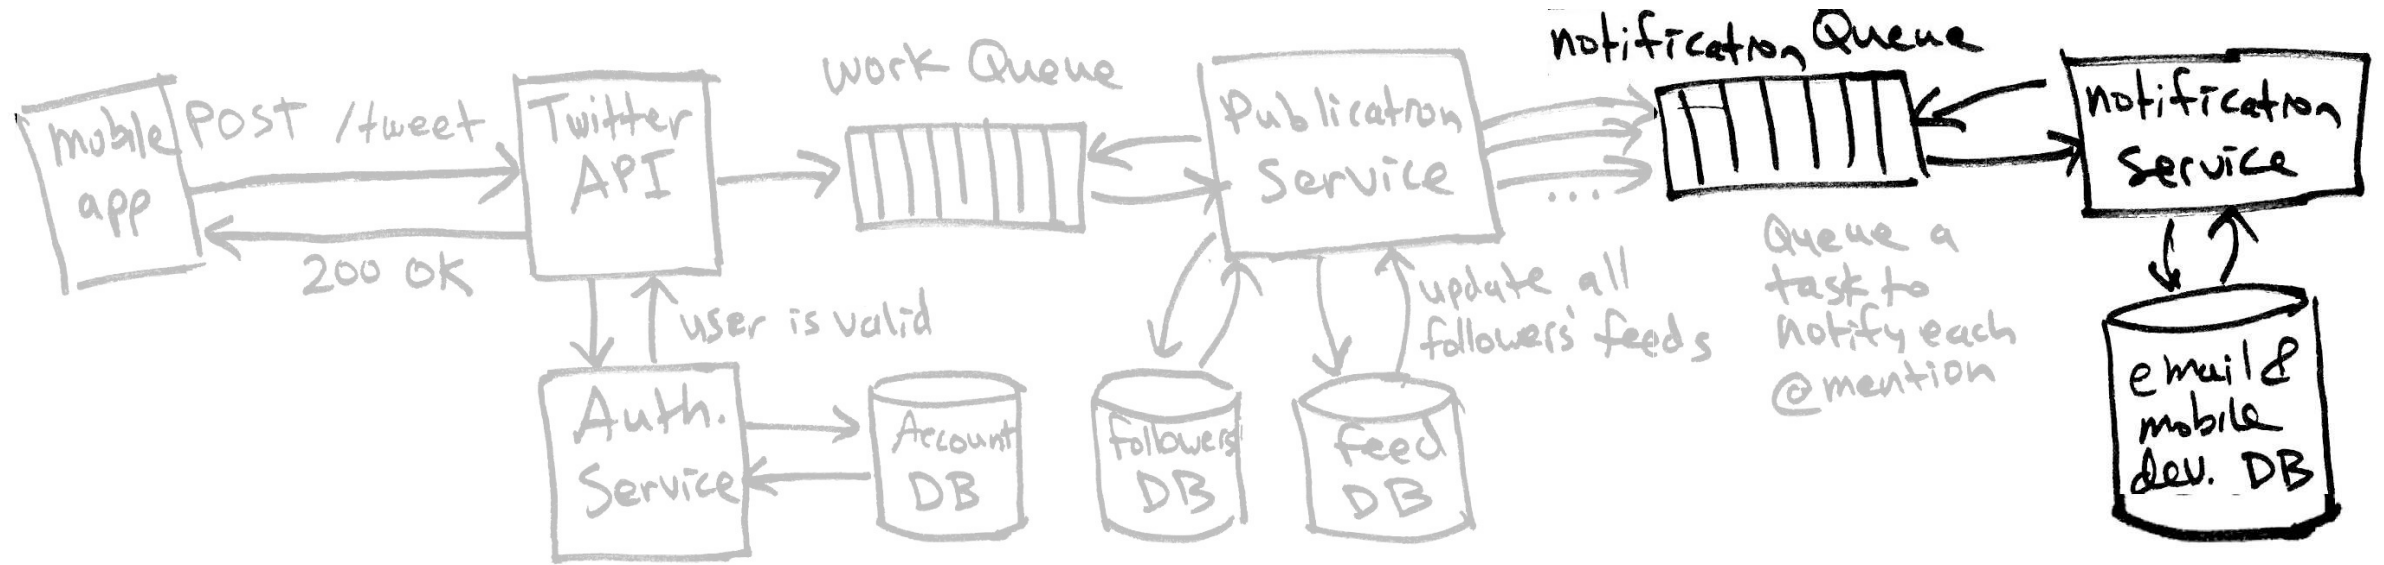 mobile
app
POST /tweet
200 OK
Twitter
API
user is valid
Auth.
Service
Account
DB
work Queue
Publication
Service
followers
DB
feed
DB
update all
followers' feeds
notification Queue
Queue a
task to
notify each
@mention
...
notification
Service
email &
mobile
dev. DB